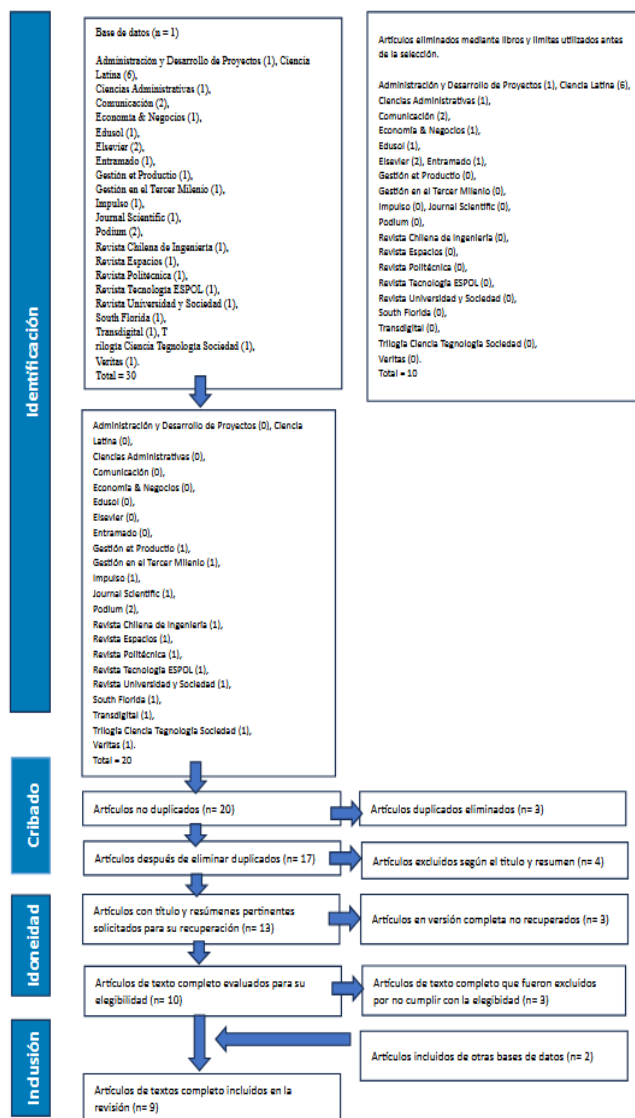 Identificación
Base de datos (n = 1)
Administración y Desarrollo de Proyectos (1), Ciencia
Latina (6),
Ciencias Administrativas (1),
Comunicación (2),
Economía & Negocios (1),
Edusol (1),
Elsevier (2),
Entramado (1),
Gestión et Productio (1),
Gestión en el Tercer Milenio (1),
Impulso (1),
Journal Scientific (1),
Podium (2),
Revista Chilena de Ingeniería (1),
Revista Espacios (1),
Revista Politécnica (1),
Revista Tecnología ESPOL (1),
Revista Universidad y Sociedad (1),
South Florida (1),
Transdigital (1), T
rilogía Ciencia Tegnología Sociedad (1),
Veritas (1).
Total = 30
Artículos eliminados mediante libros y limites utilizados antes
de la selección.
Administración y Desarrollo de Proyectos (1), Ciencia Latina (6),
Ciencias Administrativas (1),
Comunicación (2),
Economía & Negocios (1),
Edusol (1),
Elsevier (2), Entramado (1),
Gestión et Productio (0),
Gestión en el Tercer Milenio (0),
Impulso (0), Journal Scientific (0),
Podium (0),
Revista Chilena de Ingeniería (0),
Revista Espacios (0),
Revista Politécnica (0),
Revista Tecnología ESPOL (0),
Revista Universidad y Sociedad (0),
South Florida (0),
Transdigital (0),
Trilogía Ciencia Tegnología Sociedad (0),
Veritas (0).
Total = 10
Administración y Desarrollo de Proyectos (0), Ciencia
Latina (0),
Ciencias Administrativas (0),
Comunicación (0),
Economía & Negocios (0),
Edusol (0),
Elsevier (0),
Entramado (0),
Gestión et Productio (1),
Gestión en el Tercer Milenio (1),
Impulso (1),
Journal Scientific (1),
Podium (2),
Revista Chilena de Ingeniería (1),
Revista Espacios (1),
Revista Politécnica (1),
Revista Tecnología ESPOL (1),
Revista Universidad y Sociedad (1),
South Florida (1),
Transdigital (1),
Trilogía Ciencia Tegnología Sociedad (1),
Veritas (1).
Total = 20
Cribado
Artículos no duplicados (n= 20)
Artículos duplicados eliminados (n= 3)
Artículos después de eliminar duplicados (n= 17)
Artículos excluidos según el titulo y resumen (n= 4)
Idoneidad
Artículos con título y resúmenes pertinentes
solicitados para su recuperación (n= 13)
Artículos en versión completa no recuperados (n= 3)
Artículos de texto completo evaluados para su
elegibilidad (n= 10)
Artículos de texto completo que fueron excluidos
por no cumplir con la elegibidad (n= 3)
Inclusión
Artículos incluidos de otras bases de datos (n= 2)
Artículos de textos completo incluidos en la
revisión (n= 9)